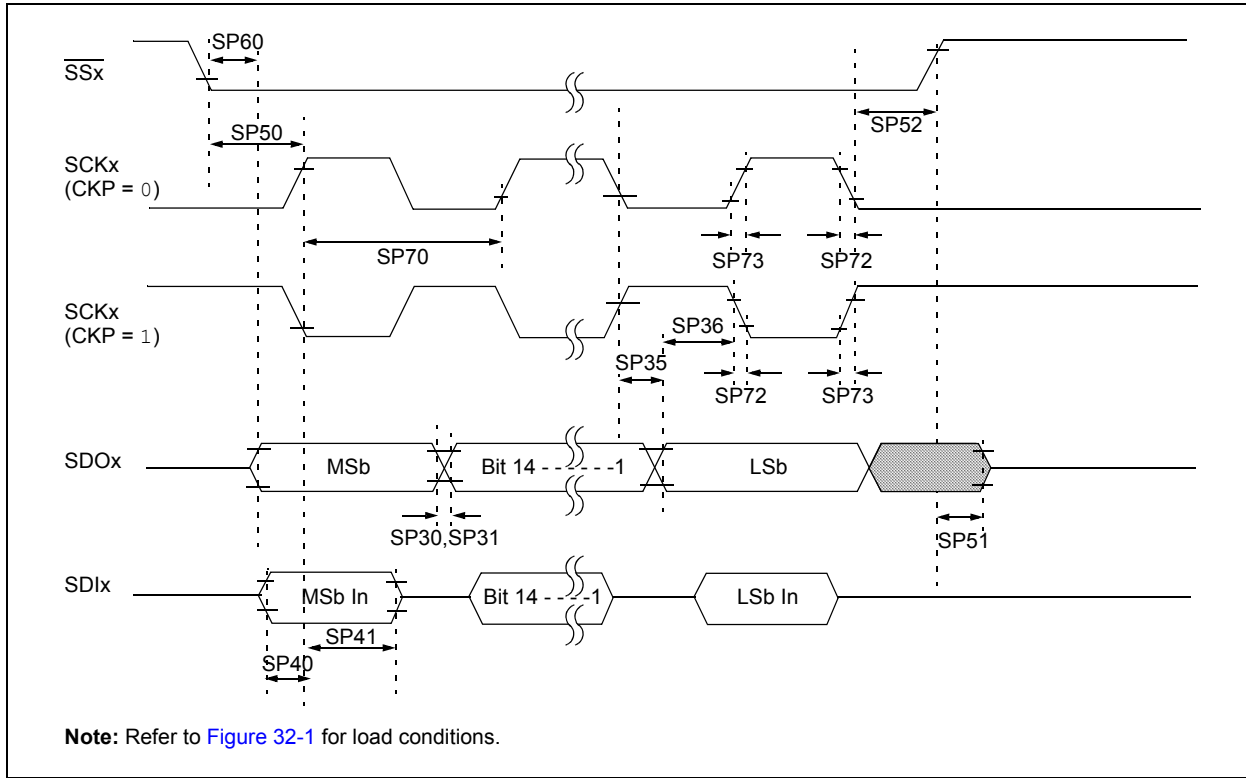 SP60
SSx
SP52
SP50
SCKx
(CKP = 0)
SP70
SP73
SP72
SCKx
(CKP = 1)
SP36
SP35
SP72
SP73
SDOx
MSb
Bit 14 - - - - - -1
LSb
SP30,SP31
SP51
SDIx
MSb In
Bit 14 - - - -1
LSb In
SP41
SP40
Note: Refer to Figure 32-1 for load conditions.